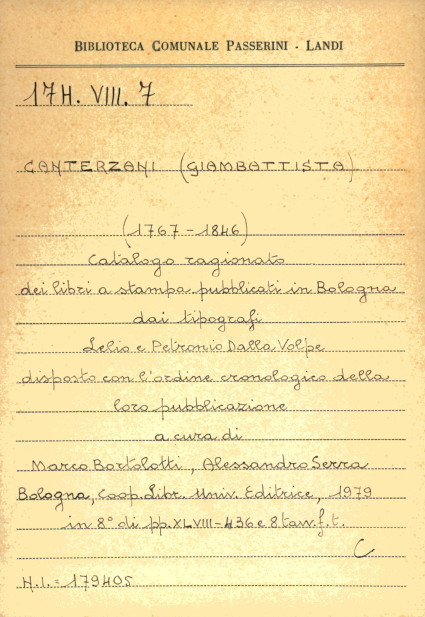 BIBLIOTECA COMUNALE PASSERINI - LANDI
17H. VIII. 7
CANTERZANI (GIAMBATTISTA)
(1767-1846)
Catalogo ragionato
dei libri a stampa pubblicati in Bologna
dai tipografi
Lelio e Petronio Dalla Volpe
disposto con l'ordine cronologico della
loro pubblicazione
a cura di
Marco Bortolotti, Alessandro Serra
Bologna, Coop. Libr. Univ. Editrice, 1979
in 8° di pp. XLVIII-436 e 8 tavv. f. t.
C
N.I. = 179405